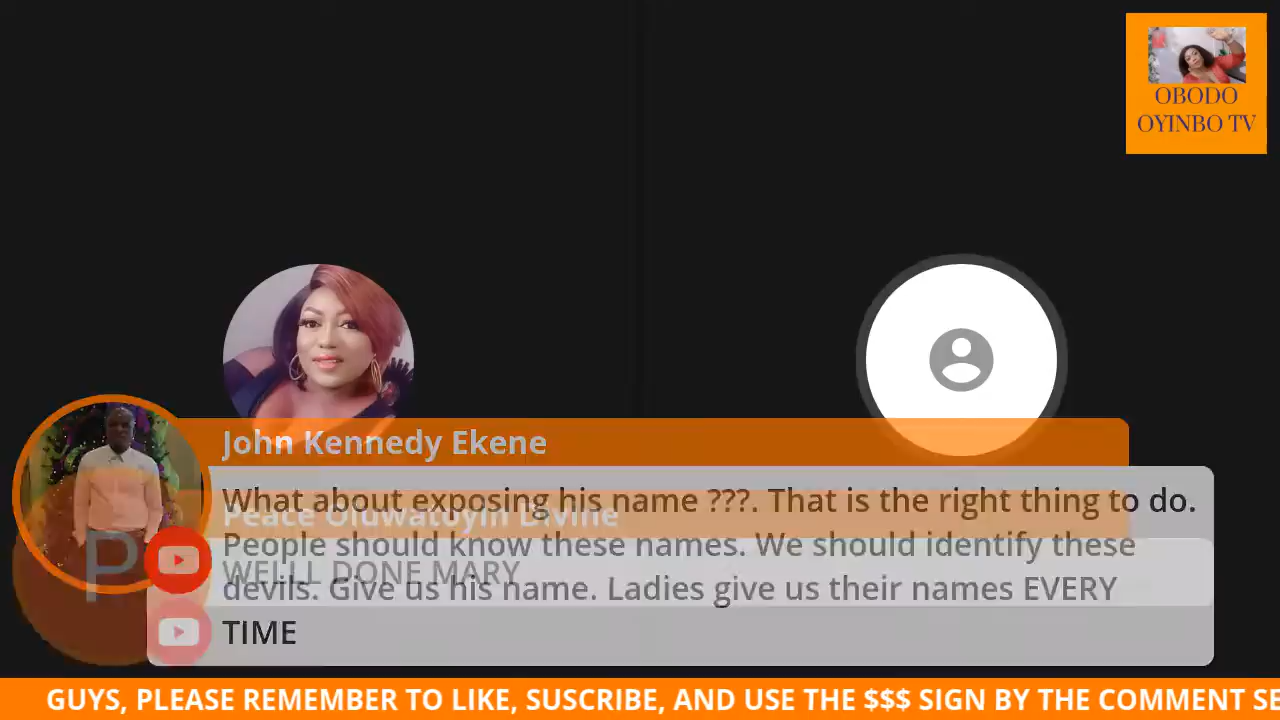 OBODO
OYINBO TV
John Kennedy Ekene
What about exposing his name ???. That is the right thing to do.
People should know these names. We should identify these
devils. Give us his name. Ladies give us their names EVERY
TIME
Peace Oluwatoyin Divine
WELLL DONE MARY
P
GUYS, PLEASE REMEMBER TO LIKE, SUSCRIBE, AND USE THE $$$ SIGN BY THE COMMENT SE